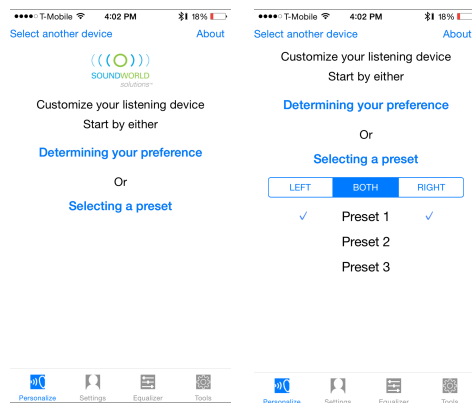 ●●●●○ T-Mobile 4:02 PM 18%
Select another device About
SOUNDWORLD
solutions™
Customize your listening device
Start by either
Determining your preference
Or
Selecting a preset
Personalize Settings Equalizer Tools
●●●●○ T-Mobile 4:02 PM 18%
Select another device About
Customize your listening device
Start by either
Determining your preference
Or
Selecting a preset
LEFT BOTH RIGHT
✓ Preset 1 ✓
Preset 2
Preset 3
Personalize Settings Equalizer Tools